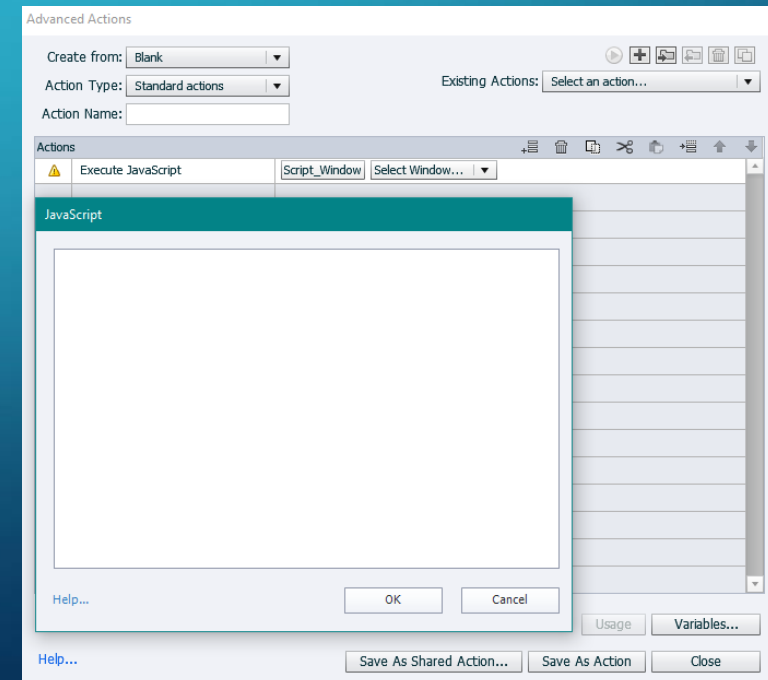 Advanced Actions
Create from: Blank
Action Type: Standard actions
Existing Actions: Select an action...
Action Name:
Actions
Execute JavaScript Script_Window Select Window...
JavaScript
Help... OK Cancel
Usage Variables...
Help... Save As Shared Action... Save As Action Close